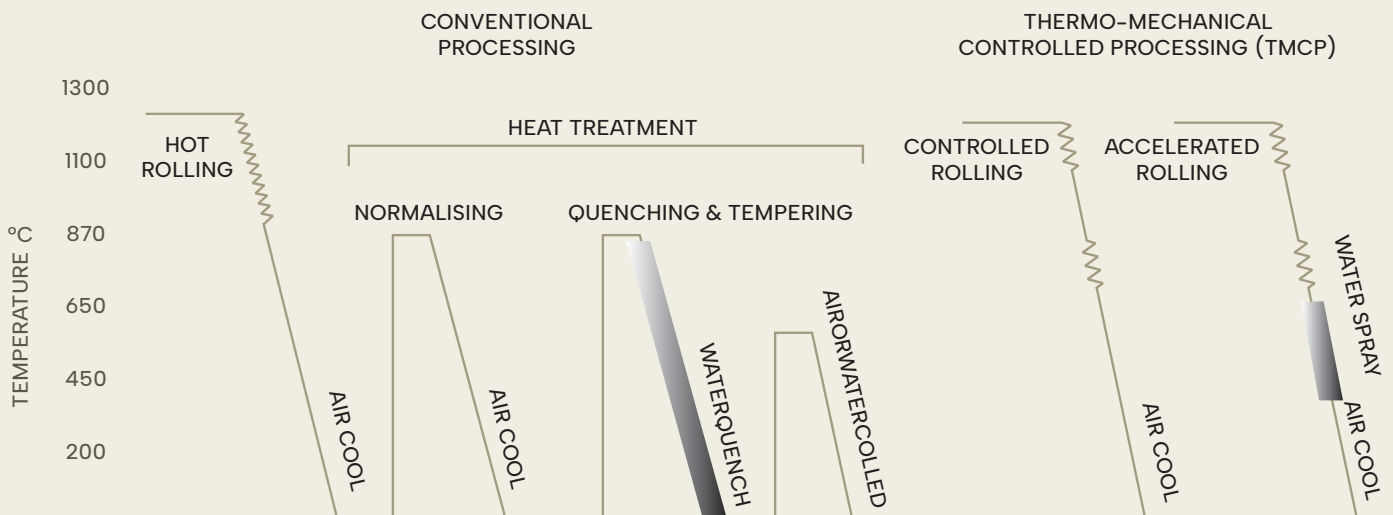 CONVENTIONAL
PROCESSING
THERMO-MECHANICAL
CONTROLLED PROCESSING (TMCP)
TEMPERATURE °C
1300
1100
870
650
450
200
HOT
ROLLING
AIR COOL
HEAT TREATMENT
NORMALISING
AIR COOL
QUENCHING & TEMPERING
WATERQUENCH
AIRORWATERCOLLED
CONTROLLED
ROLLING
AIR COOL
ACCELERATED
ROLLING
WATER SPRAY
AIR COOL